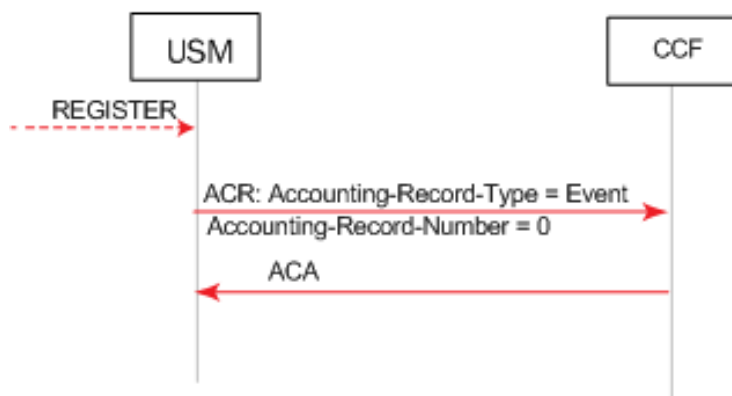 USM
CCF
REGISTER
ACR: Accounting-Record-Type = Event
Accounting-Record-Number = 0
ACA